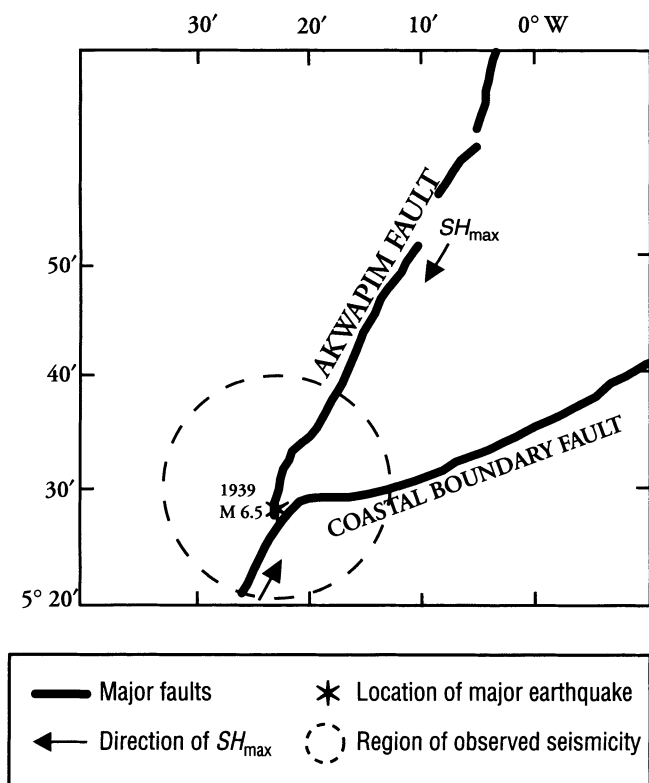 30′ 20′ 10′ 0° W
AKWAPIM FAULT
SHmax
50′
40′
30′
1939
M 6.5
COASTAL BOUNDARY FAULT
5° 20′
Major faults
Location of major earthquake
Direction of SHmax
Region of observed seismicity